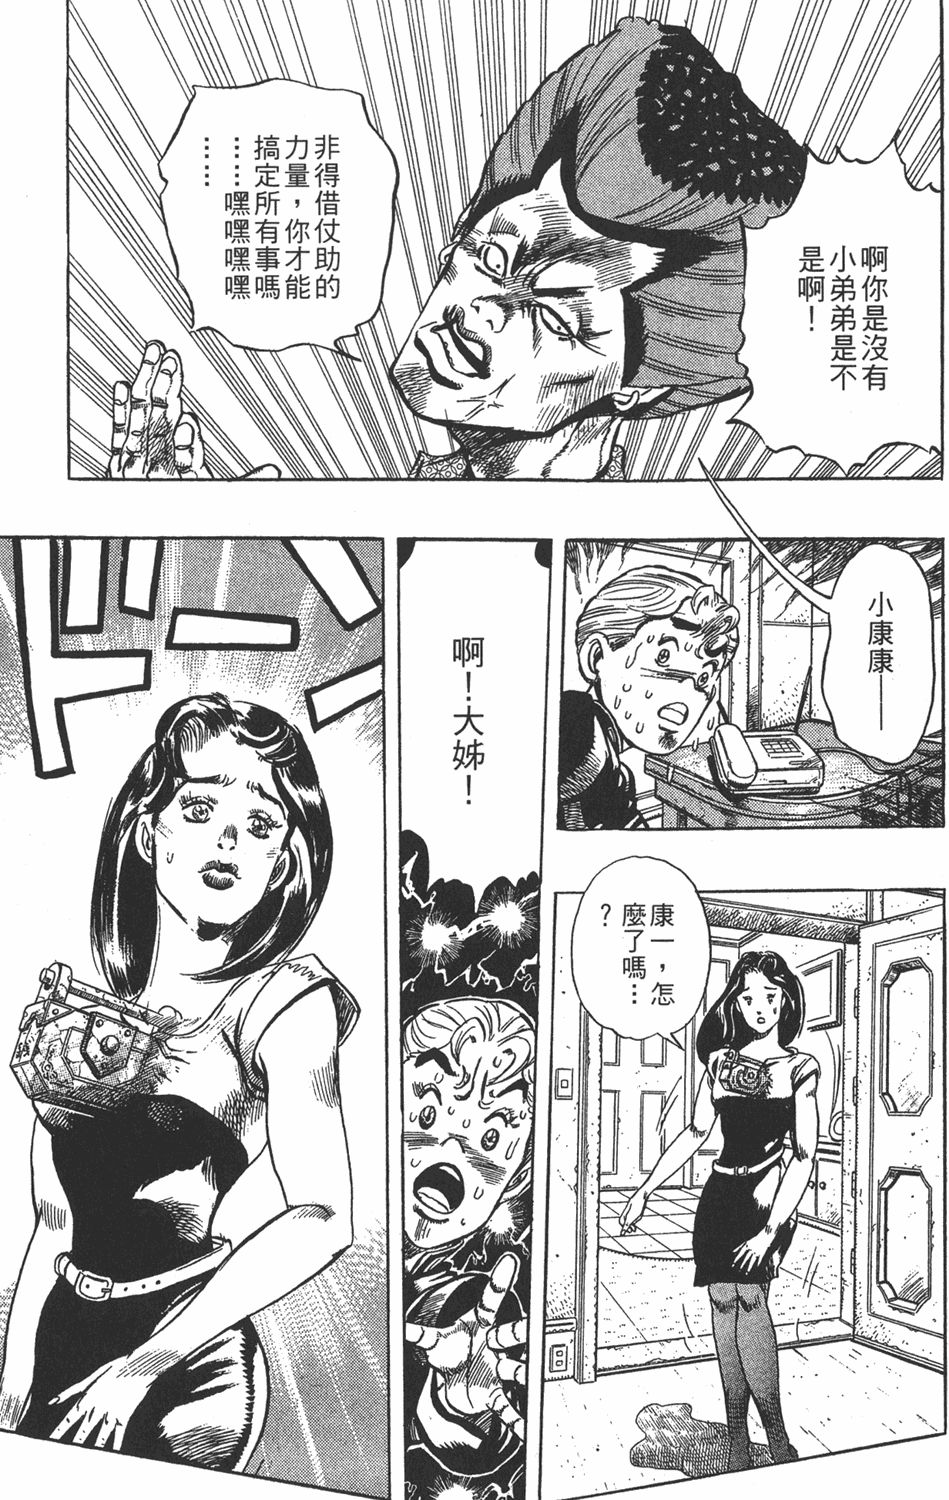 啊你是沒有
小弟弟是不
是啊！
非得借仗助的
力量，你才能
搞定所有事嗎
……嘿嘿嘿嘿
……
小康康——
康一，怎
麼了嗎…
？
啊！大姊！
ドドーン